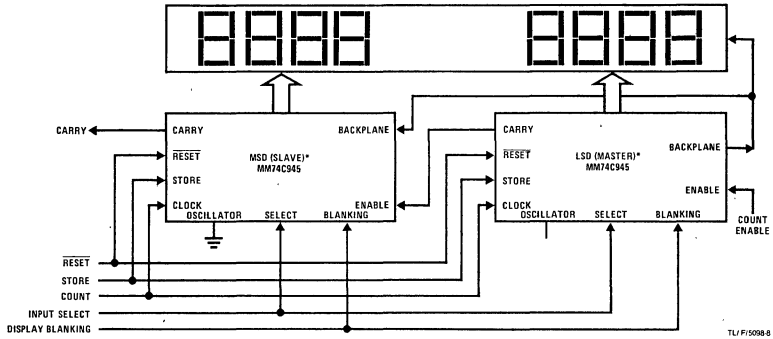 CARRY
CARRY
BACKPLANE
RESET
MSD (SLAVE)*
MM74C945
STORE
ENABLE
CLOCK
OSCILLATOR
SELECT
BLANKING
CARRY
BACKPLANE
RESET
LSD (MASTER)*
MM74C945
STORE
ENABLE
CLOCK
OSCILLATOR
SELECT
BLANKING
COUNT
ENABLE
RESET
STORE
COUNT
INPUT SELECT
DISPLAY BLANKING
TL/F/5098-8